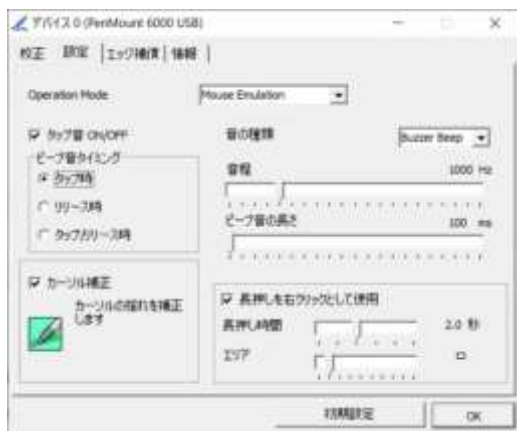 デバイス 0 (PenMount 6000 USB)
校正 設定 エッジ補償 情報
Operation Mode Mouse Emulation
タップ音 ON/OFF
ビープ音タイミング
タップ時
リリース時
タップ/リリース時
音の種類 Buzzer Beep
音程 1000 Hz
ビープ音の長さ 100 ms
カーソル補正
カーソルの揺れを補正
します
長押しを右クリックとして使用
長押し時間 2.0 秒
エリア
初期設定 OK